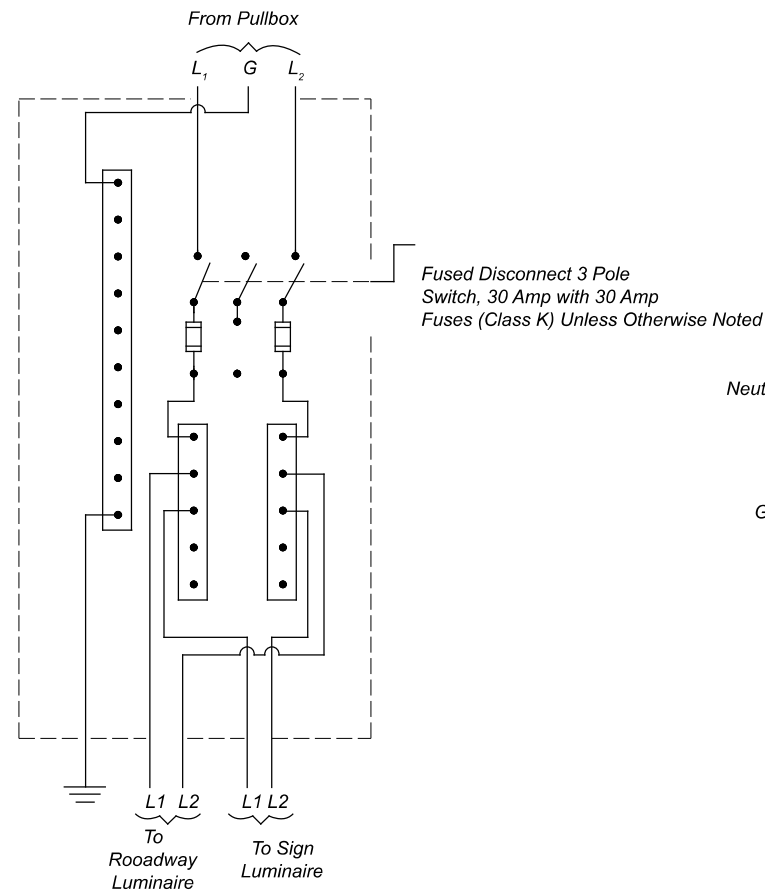 From Pullbox
L1 G L2
Fused Disconnect 3 Pole
Switch, 30 Amp with 30 Amp
Fuses (Class K) Unless Otherwise Noted
Neut
G
L1 L2 L1 L2
To
Rooadway
Luminaire
To Sign
Luminaire